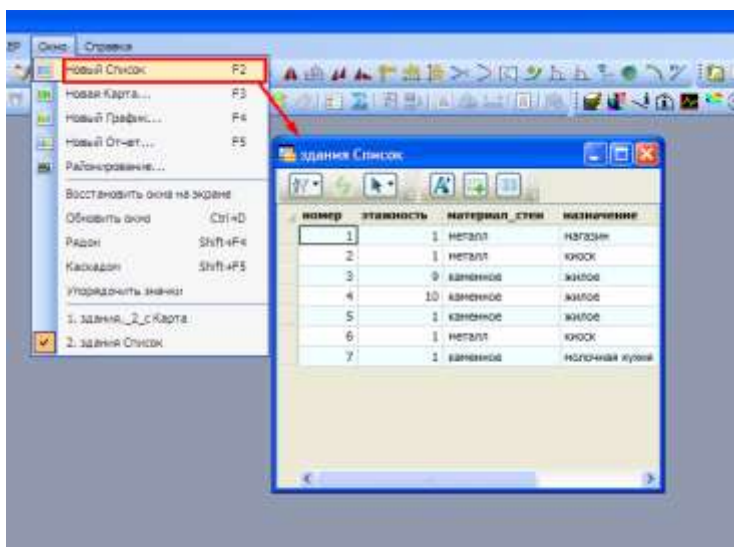 Окно Справка
Новый Список F2
Новая Карта... F3
Новый График... F4
Новый Отчет... F5
Районирование...
Восстановить окна на экране
Обновить окно Ctrl+D
Рядом Shift+F4
Каскадом Shift+F5
Упорядочить значки
1. здания,_2_c Карта
2. здания Список
здания Список
номер этажность материал_стен назначение
1 1 металл магазин
2 1 металл киоск
3 9 каменное жилое
4 10 каменное жилое
5 1 каменное жилое
6 1 металл киоск
7 1 каменное молочная кухня